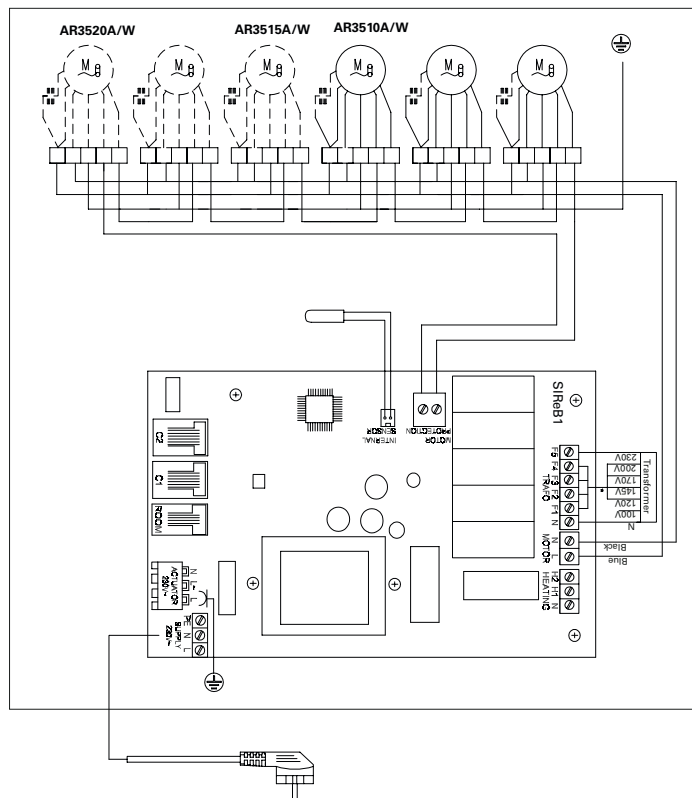 AR3520A/W AR3515A/W AR3510A/W
M M M M M M
SIReB1
INTERNAL
SENSOR
MOTOR
PROTECTION
C2
C1
ROOM
F5
F4
F3
F2
F1
N
TRAFO
230V
200V
170V
145V
120V
100V
N
Transformer
*
MOTOR
N
L
Black
Blue
HEATING
H2
H1
N
ACTUATOR
230V~
N
L~
L
SUPPLY
230V~
PE
N
L